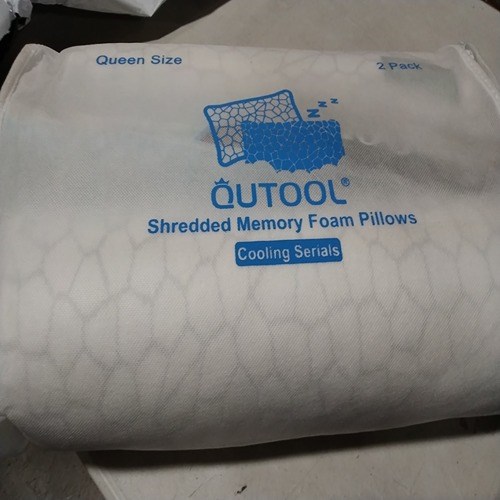 Queen Size
2 Pack
z z z
QUTOOL®
Shredded Memory Foam Pillows
Cooling Serials